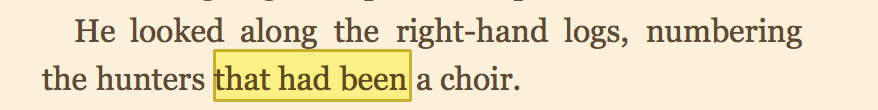 He looked along the right-hand logs, numbering
the hunters that had been a choir.